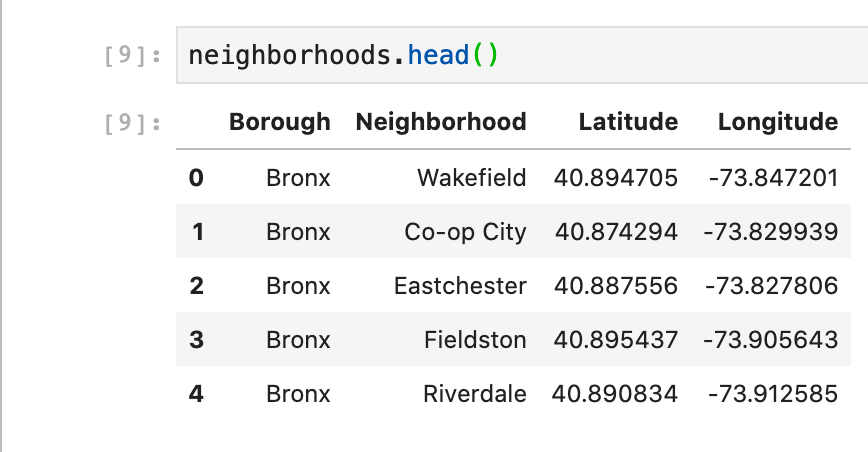 [9]: neighborhoods.head()
[9]: Borough Neighborhood Latitude Longitude
0 Bronx Wakefield 40.894705 -73.847201
1 Bronx Co-op City 40.874294 -73.829939
2 Bronx Eastchester 40.887556 -73.827806
3 Bronx Fieldston 40.895437 -73.905643
4 Bronx Riverdale 40.890834 -73.912585